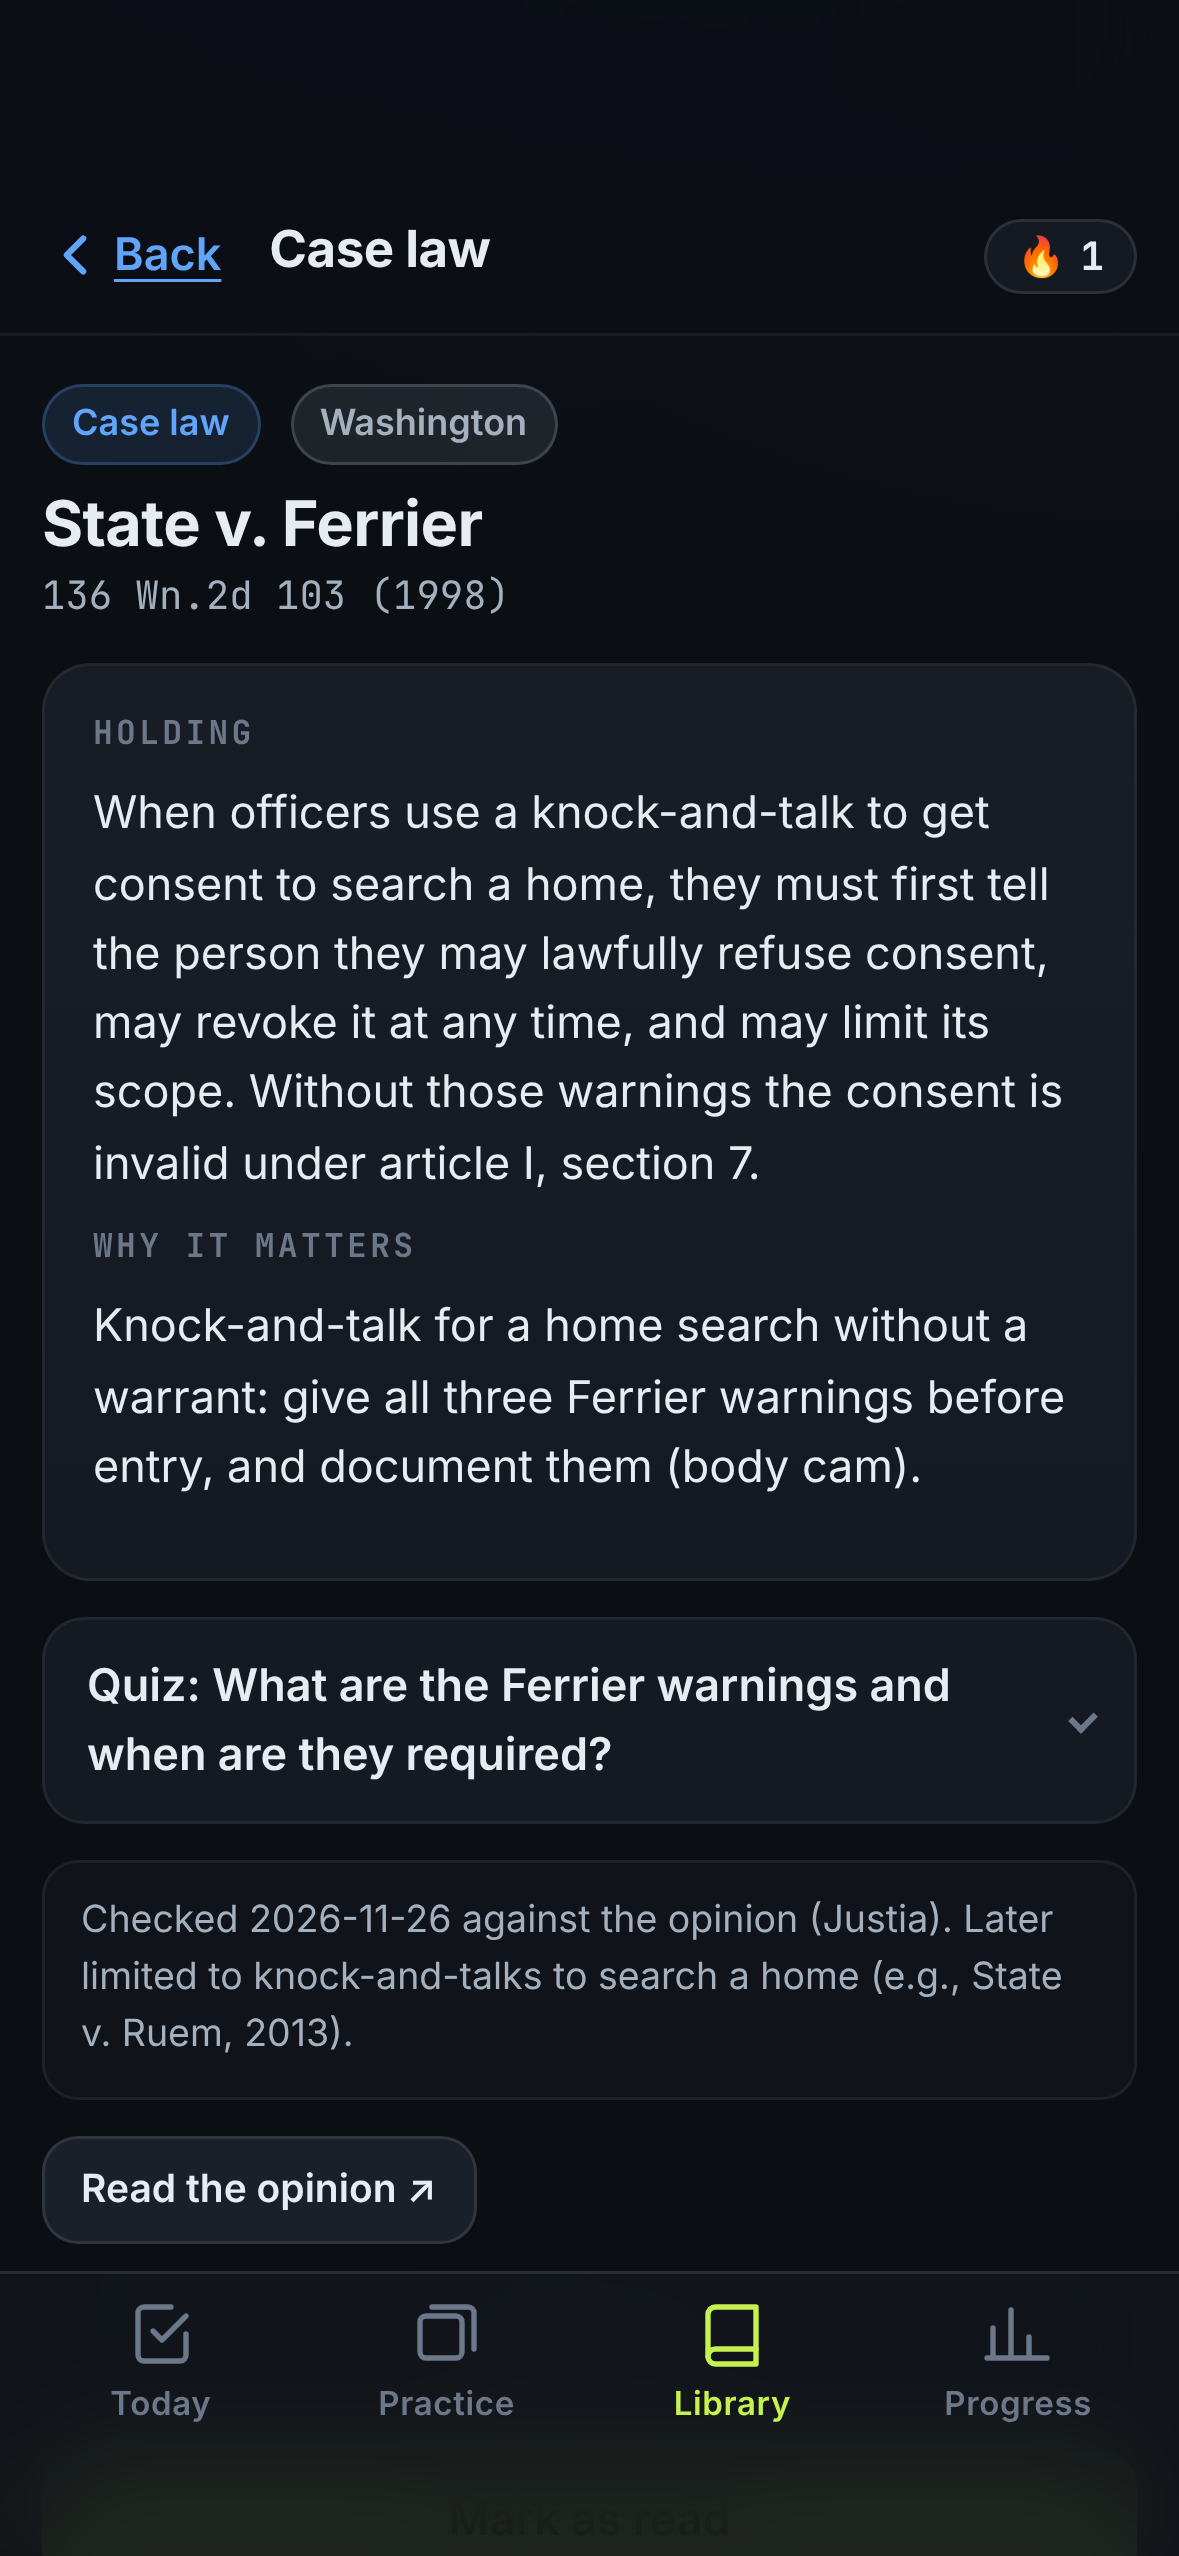 Back
Case law
🔥 1
Case law
Washington
State v. Ferrier
136 Wn.2d 103 (1998)
HOLDING
When officers use a knock-and-talk to get
consent to search a home, they must first tell
the person they may lawfully refuse consent,
may revoke it at any time, and may limit its
scope. Without those warnings the consent is
invalid under article I, section 7.
WHY IT MATTERS
Knock-and-talk for a home search without a
warrant: give all three Ferrier warnings before
entry, and document them (body cam).
Quiz: What are the Ferrier warnings and
when are they required?
Checked 2026-11-26 against the opinion (Justia). Later
limited to knock-and-talks to search a home (e.g., State
v. Ruem, 2013).
Read the opinion ↗
Today
Practice
Library
Progress
Mark as read